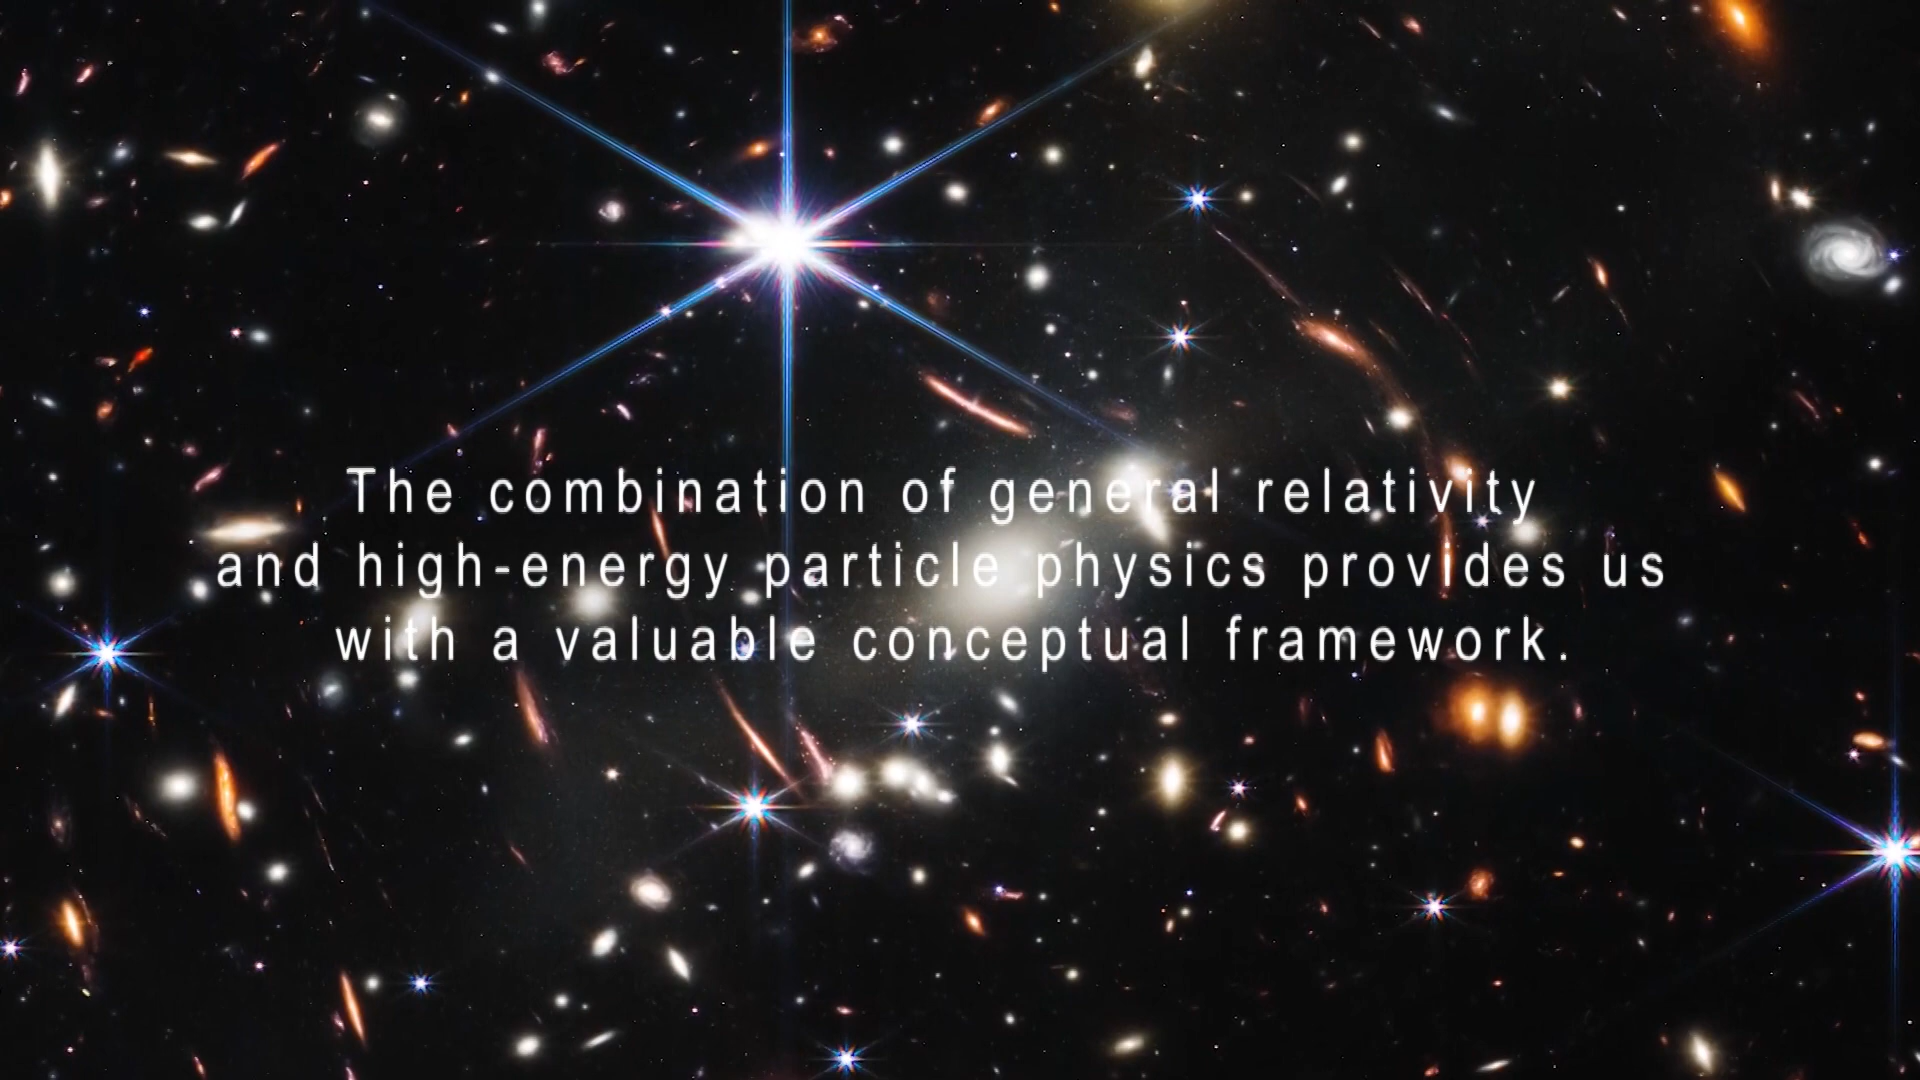 The combination of general relativity
and high-energy particle physics provides us
with a valuable conceptual framework.